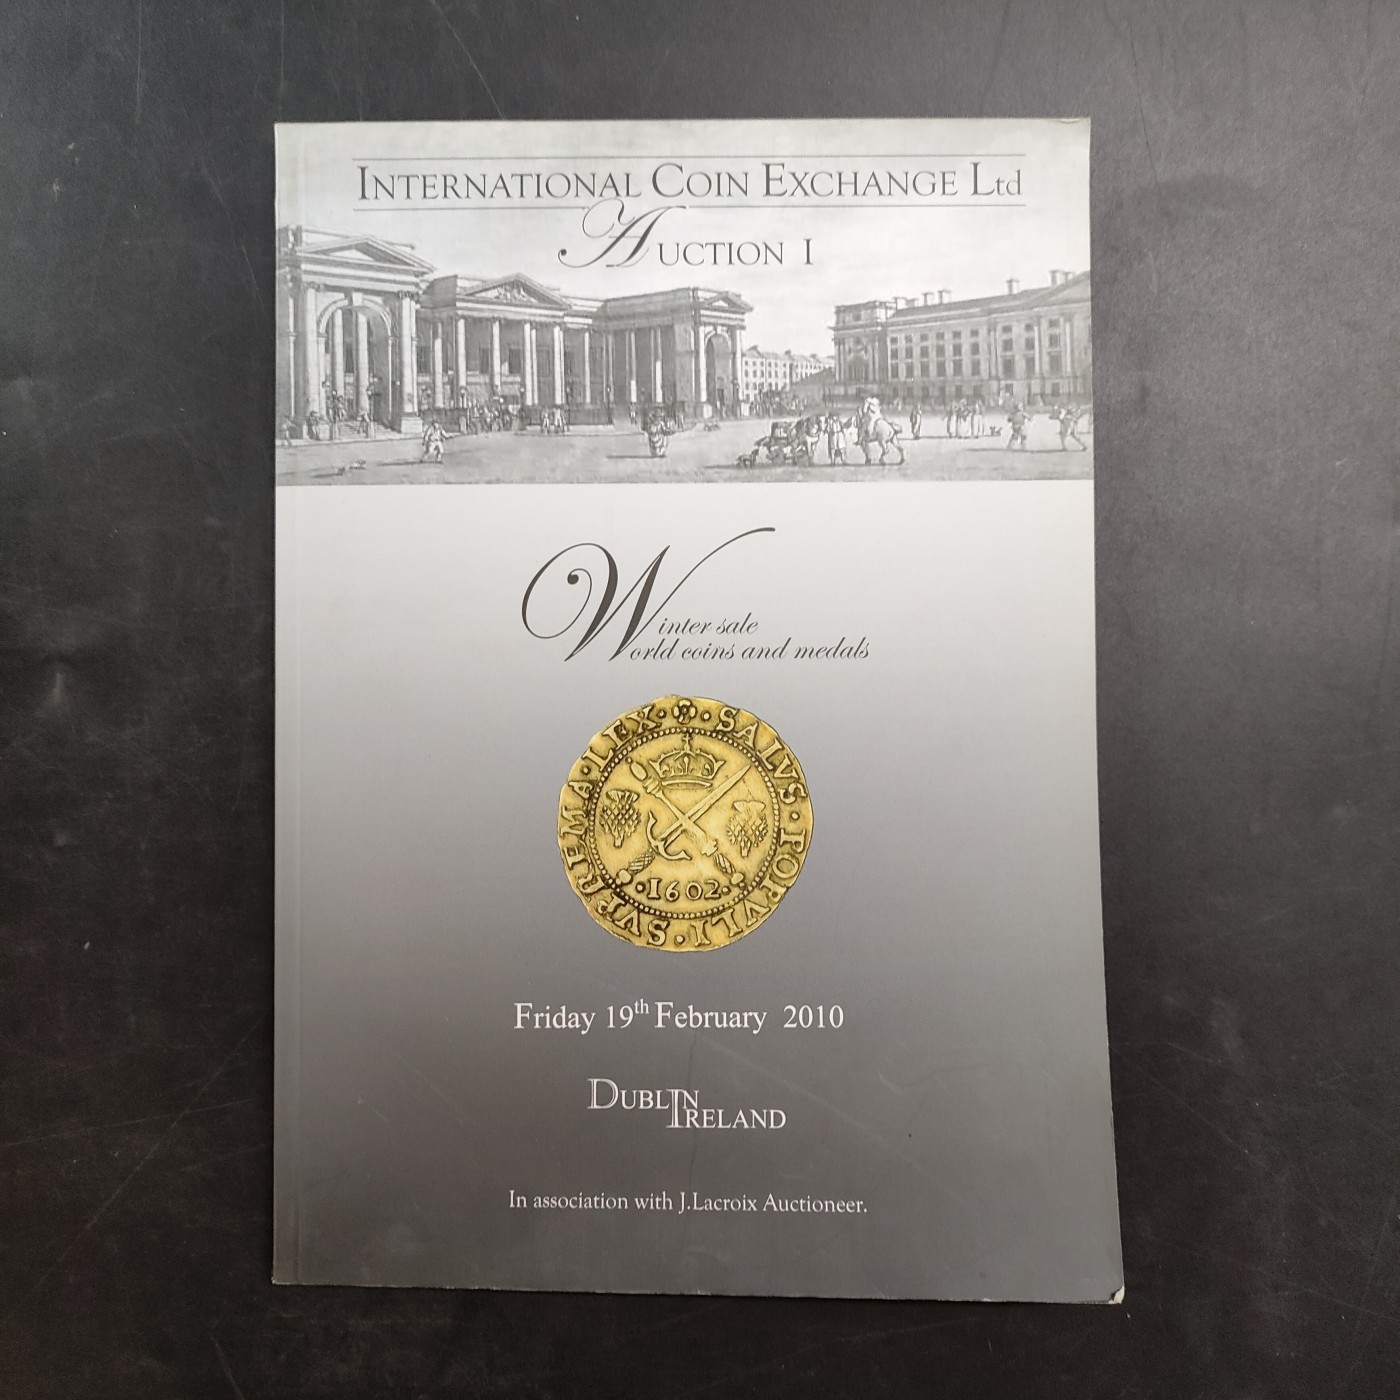 INTERNATIONAL COIN EXCHANGE Ltd
AUCTION I
Winter sale
World coins and medals
· SALVS · POPVLI · SVPREMA · LEX ·
· 1602 ·
Friday 19th February 2010
DUBLIN
IRELAND
In association with J.Lacroix Auctioneer.